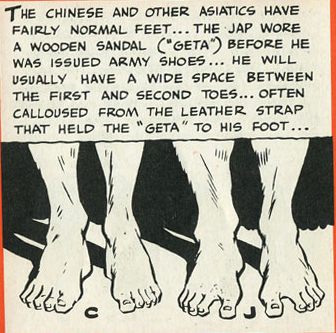 THE CHINESE AND OTHER ASIATICS HAVE
FAIRLY NORMAL FEET... THE JAP WORE
A WOODEN SANDAL ("GETA") BEFORE HE
WAS ISSUED ARMY SHOES... HE WILL
USUALLY HAVE A WIDE SPACE BETWEEN
THE FIRST AND SECOND TOES... OFTEN
CALLOUSED FROM THE LEATHER STRAP
THAT HELD THE "GETA" TO HIS FOOT...
C J